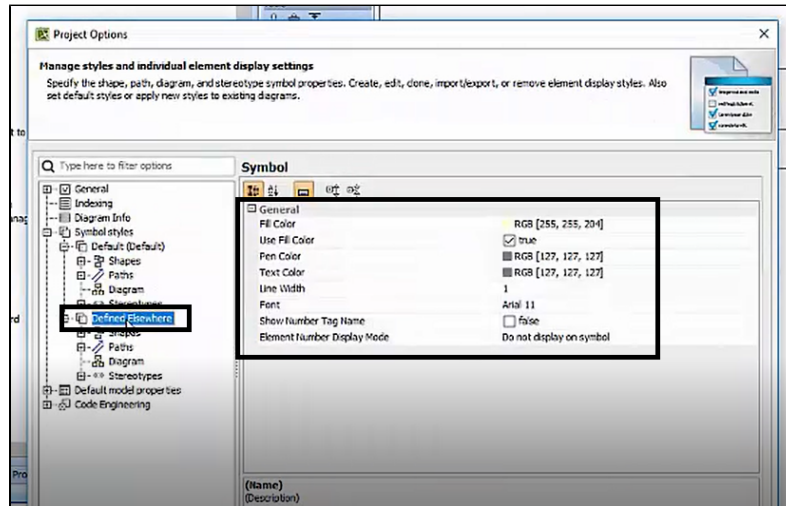 Project Options
Manage styles and individual element display settings
Specify the shape, path, diagram, and stereotype symbol properties. Create, edit, clone, import/export, or remove element display styles. Also
set default styles or apply new styles to existing diagrams.
Type here to filter options
Symbol
General
Indexing
Diagram Info
Symbol styles
Default (Default)
Shapes
Paths
Diagram
Stereotypes
Defined Elsewhere
Shapes
Paths
Diagram
Stereotypes
Default model properties
Code Engineering
General
Fill Color RGB [255, 255, 204]
Use Fill Color true
Pen Color RGB [127, 127, 127]
Text Color RGB [127, 127, 127]
Line Width 1
Font Arial 11
Show Number Tag Name false
Element Number Display Mode Do not display on symbol
(Name)
(Description)